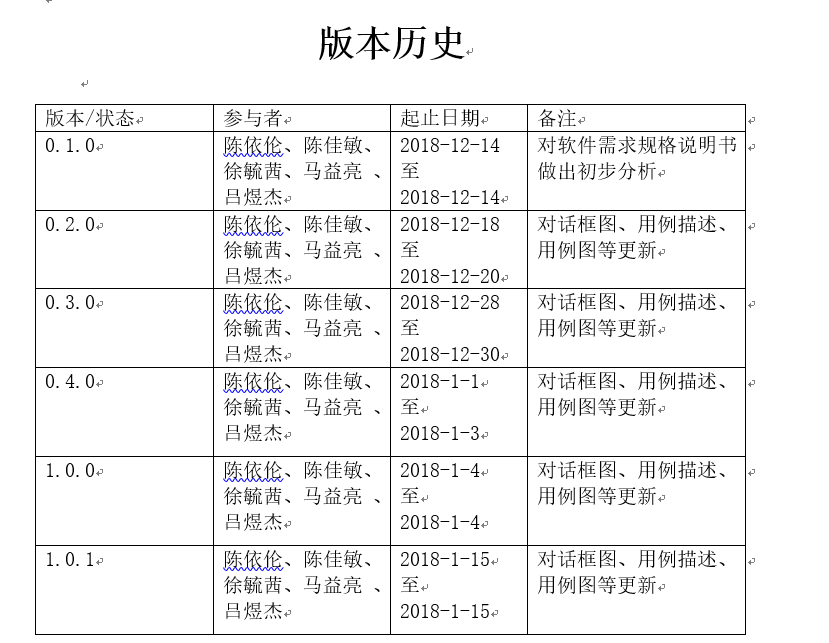 版本历史
版本/状态 参与者 起止日期 备注
0.1.0 陈依伦、陈佳敏、 2018-12-14 对软件需求规格说明书
徐毓茜、马益亮 、 至 做出初步分析
吕煜杰 2018-12-14
0.2.0 陈依伦、陈佳敏、 2018-12-18 对话框图、用例描述、
徐毓茜、马益亮 、 至 用例图等更新
吕煜杰 2018-12-20
0.3.0 陈依伦、陈佳敏、 2018-12-28 对话框图、用例描述、
徐毓茜、马益亮 、 至 用例图等更新
吕煜杰 2018-12-30
0.4.0 陈依伦、陈佳敏、 2018-1-1 对话框图、用例描述、
徐毓茜、马益亮 、 至 用例图等更新
吕煜杰 2018-1-3
1.0.0 陈依伦、陈佳敏、 2018-1-4 对话框图、用例描述、
徐毓茜、马益亮 、 至 用例图等更新
吕煜杰 2018-1-4
1.0.1 陈依伦、陈佳敏、 2018-1-15 对话框图、用例描述、
徐毓茜、马益亮 、 至 用例图等更新
吕煜杰 2018-1-15